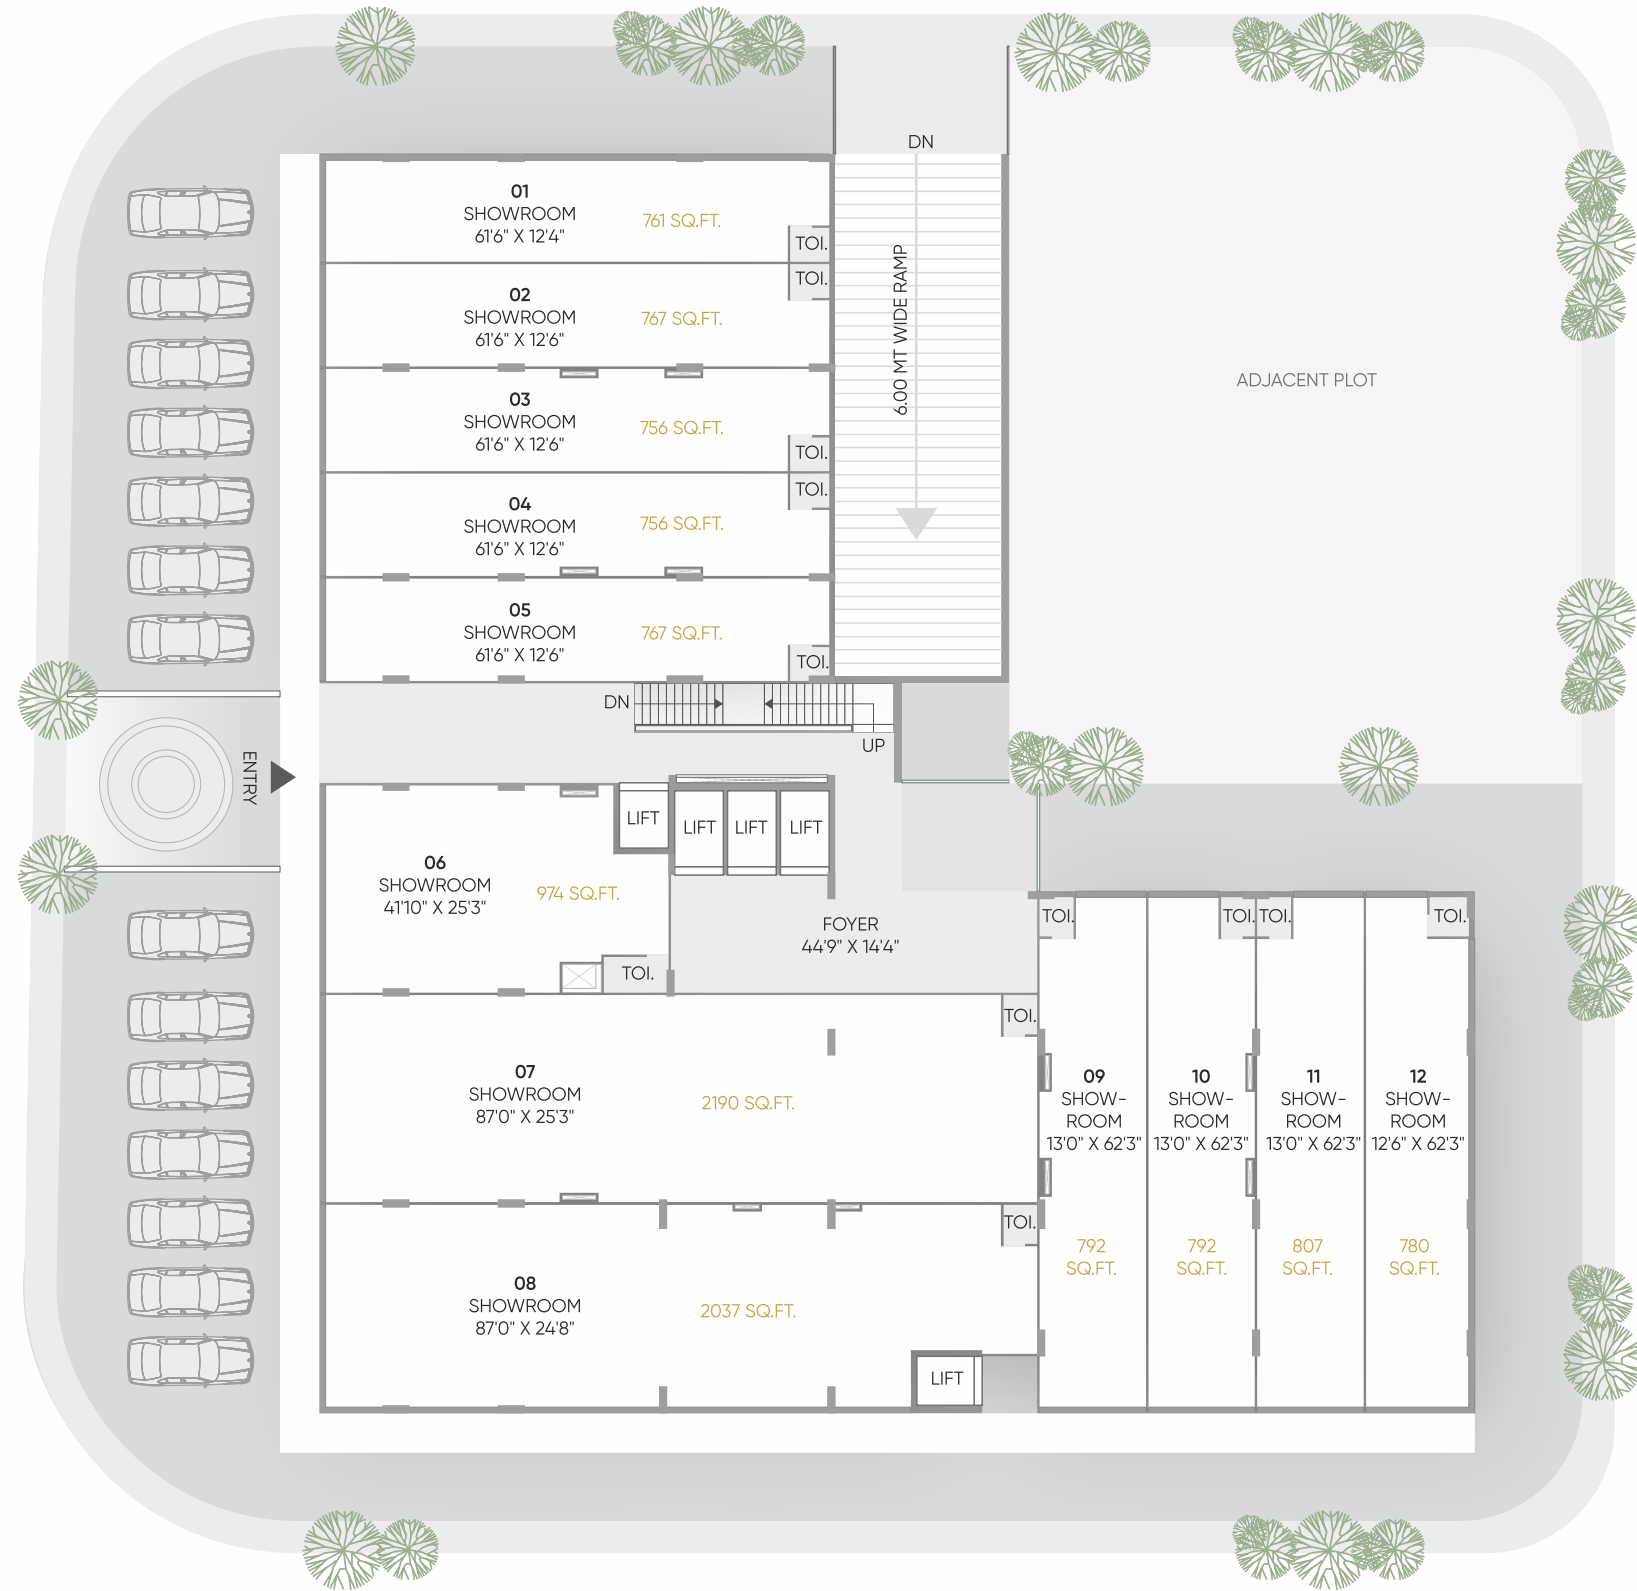 DN
01
SHOWROOM
61'6" X 12'4"
761 SQ.FT.
TOI.
02
SHOWROOM
61'6" X 12'6"
767 SQ.FT.
TOI.
03
SHOWROOM
61'6" X 12'6"
756 SQ.FT.
TOI.
04
SHOWROOM
61'6" X 12'6"
756 SQ.FT.
TOI.
05
SHOWROOM
61'6" X 12'6"
767 SQ.FT.
TOI.
6.00 MT WIDE RAMP
ADJACENT PLOT
DN
UP
ENTRY
LIFT
LIFT
LIFT
LIFT
06
SHOWROOM
41'10" X 25'3"
974 SQ.FT.
TOI.
FOYER
44'9" X 14'4"
07
SHOWROOM
87'0" X 25'3"
2190 SQ.FT.
TOI.
08
SHOWROOM
87'0" X 24'8"
2037 SQ.FT.
TOI.
LIFT
TOI.
09
SHOW-
ROOM
13'0" X 62'3"
792
SQ.FT.
TOI.
10
SHOW-
ROOM
13'0" X 62'3"
792
SQ.FT.
TOI.
11
SHOW-
ROOM
13'0" X 62'3"
807
SQ.FT.
TOI.
12
SHOW-
ROOM
12'6" X 62'3"
780
SQ.FT.